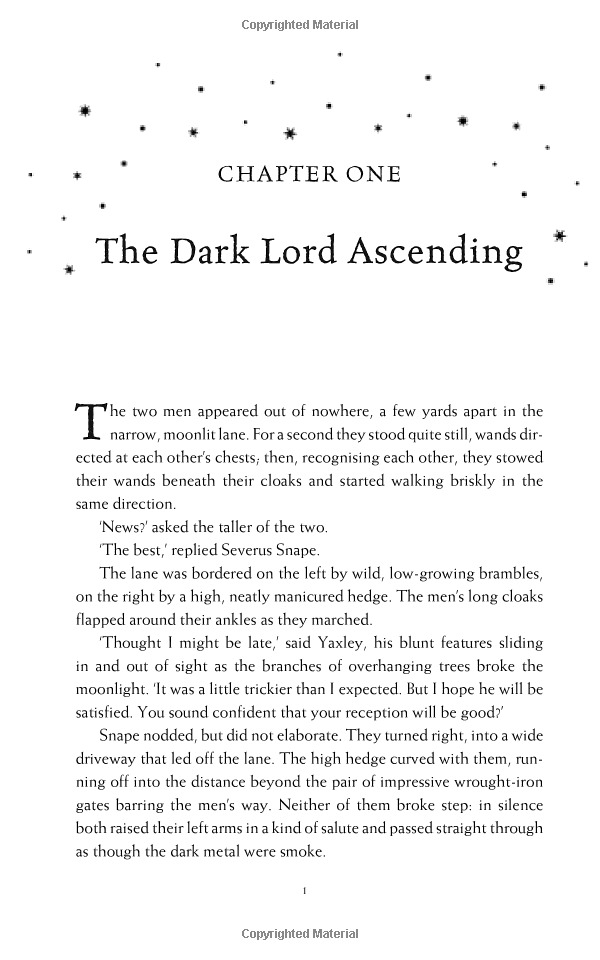 Copyrighted Material
CHAPTER ONE
The Dark Lord Ascending
The two men appeared out of nowhere, a few yards apart in the
narrow, moonlit lane. For a second they stood quite still, wands dir-
ected at each other's chests; then, recognising each other, they stowed
their wands beneath their cloaks and started walking briskly in the
same direction.
‘News?’ asked the taller of the two.
‘The best,’ replied Severus Snape.
The lane was bordered on the left by wild, low-growing brambles,
on the right by a high, neatly manicured hedge. The men's long cloaks
flapped around their ankles as they marched.
‘Thought I might be late,’ said Yaxley, his blunt features sliding
in and out of sight as the branches of overhanging trees broke the
moonlight. ‘It was a little trickier than I expected. But I hope he will be
satisfied. You sound confident that your reception will be good?’
Snape nodded, but did not elaborate. They turned right, into a wide
driveway that led off the lane. The high hedge curved with them, run-
ning off into the distance beyond the pair of impressive wrought-iron
gates barring the men's way. Neither of them broke step: in silence
both raised their left arms in a kind of salute and passed straight through
as though the dark metal were smoke.
1
Copyrighted Material